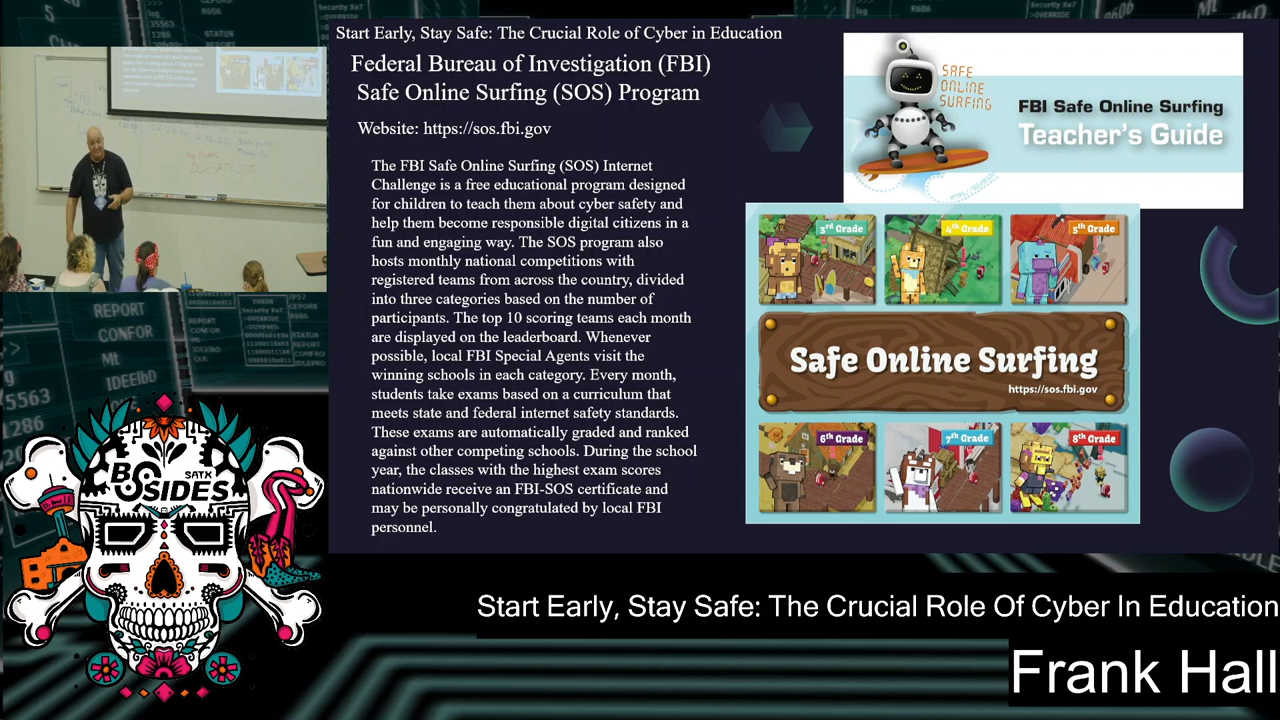 Start Early, Stay Safe: The Crucial Role of Cyber in Education
Federal Bureau of Investigation (FBI)
Safe Online Surfing (SOS) Program
Website: https://sos.fbi.gov
The FBI Safe Online Surfing (SOS) Internet
Challenge is a free educational program designed
for children to teach them about cyber safety and
help them become responsible digital citizens in a
fun and engaging way. The SOS program also
hosts monthly national competitions with
registered teams from across the country, divided
into three categories based on the number of
participants. The top 10 scoring teams each month
are displayed on the leaderboard. Whenever
possible, local FBI Special Agents visit the
winning schools in each category. Every month,
students take exams based on a curriculum that
meets state and federal internet safety standards.
These exams are automatically graded and ranked
against other competing schools. During the school
year, the classes with the highest exam scores
nationwide receive an FBI-SOS certificate and
may be personally congratulated by local FBI
personnel.
SAFE
ONLINE
SURFING
FBI Safe Online Surfing
Teacher's Guide
3rd Grade
4th Grade
5th Grade
Safe Online Surfing
https://sos.fbi.gov
6th Grade
7th Grade
8th Grade
REPORT
CONFOR
Mt
IDEEIbD
5563
1286
BSIDES
SATX
Start Early, Stay Safe: The Crucial Role Of Cyber In Education
Frank Hall